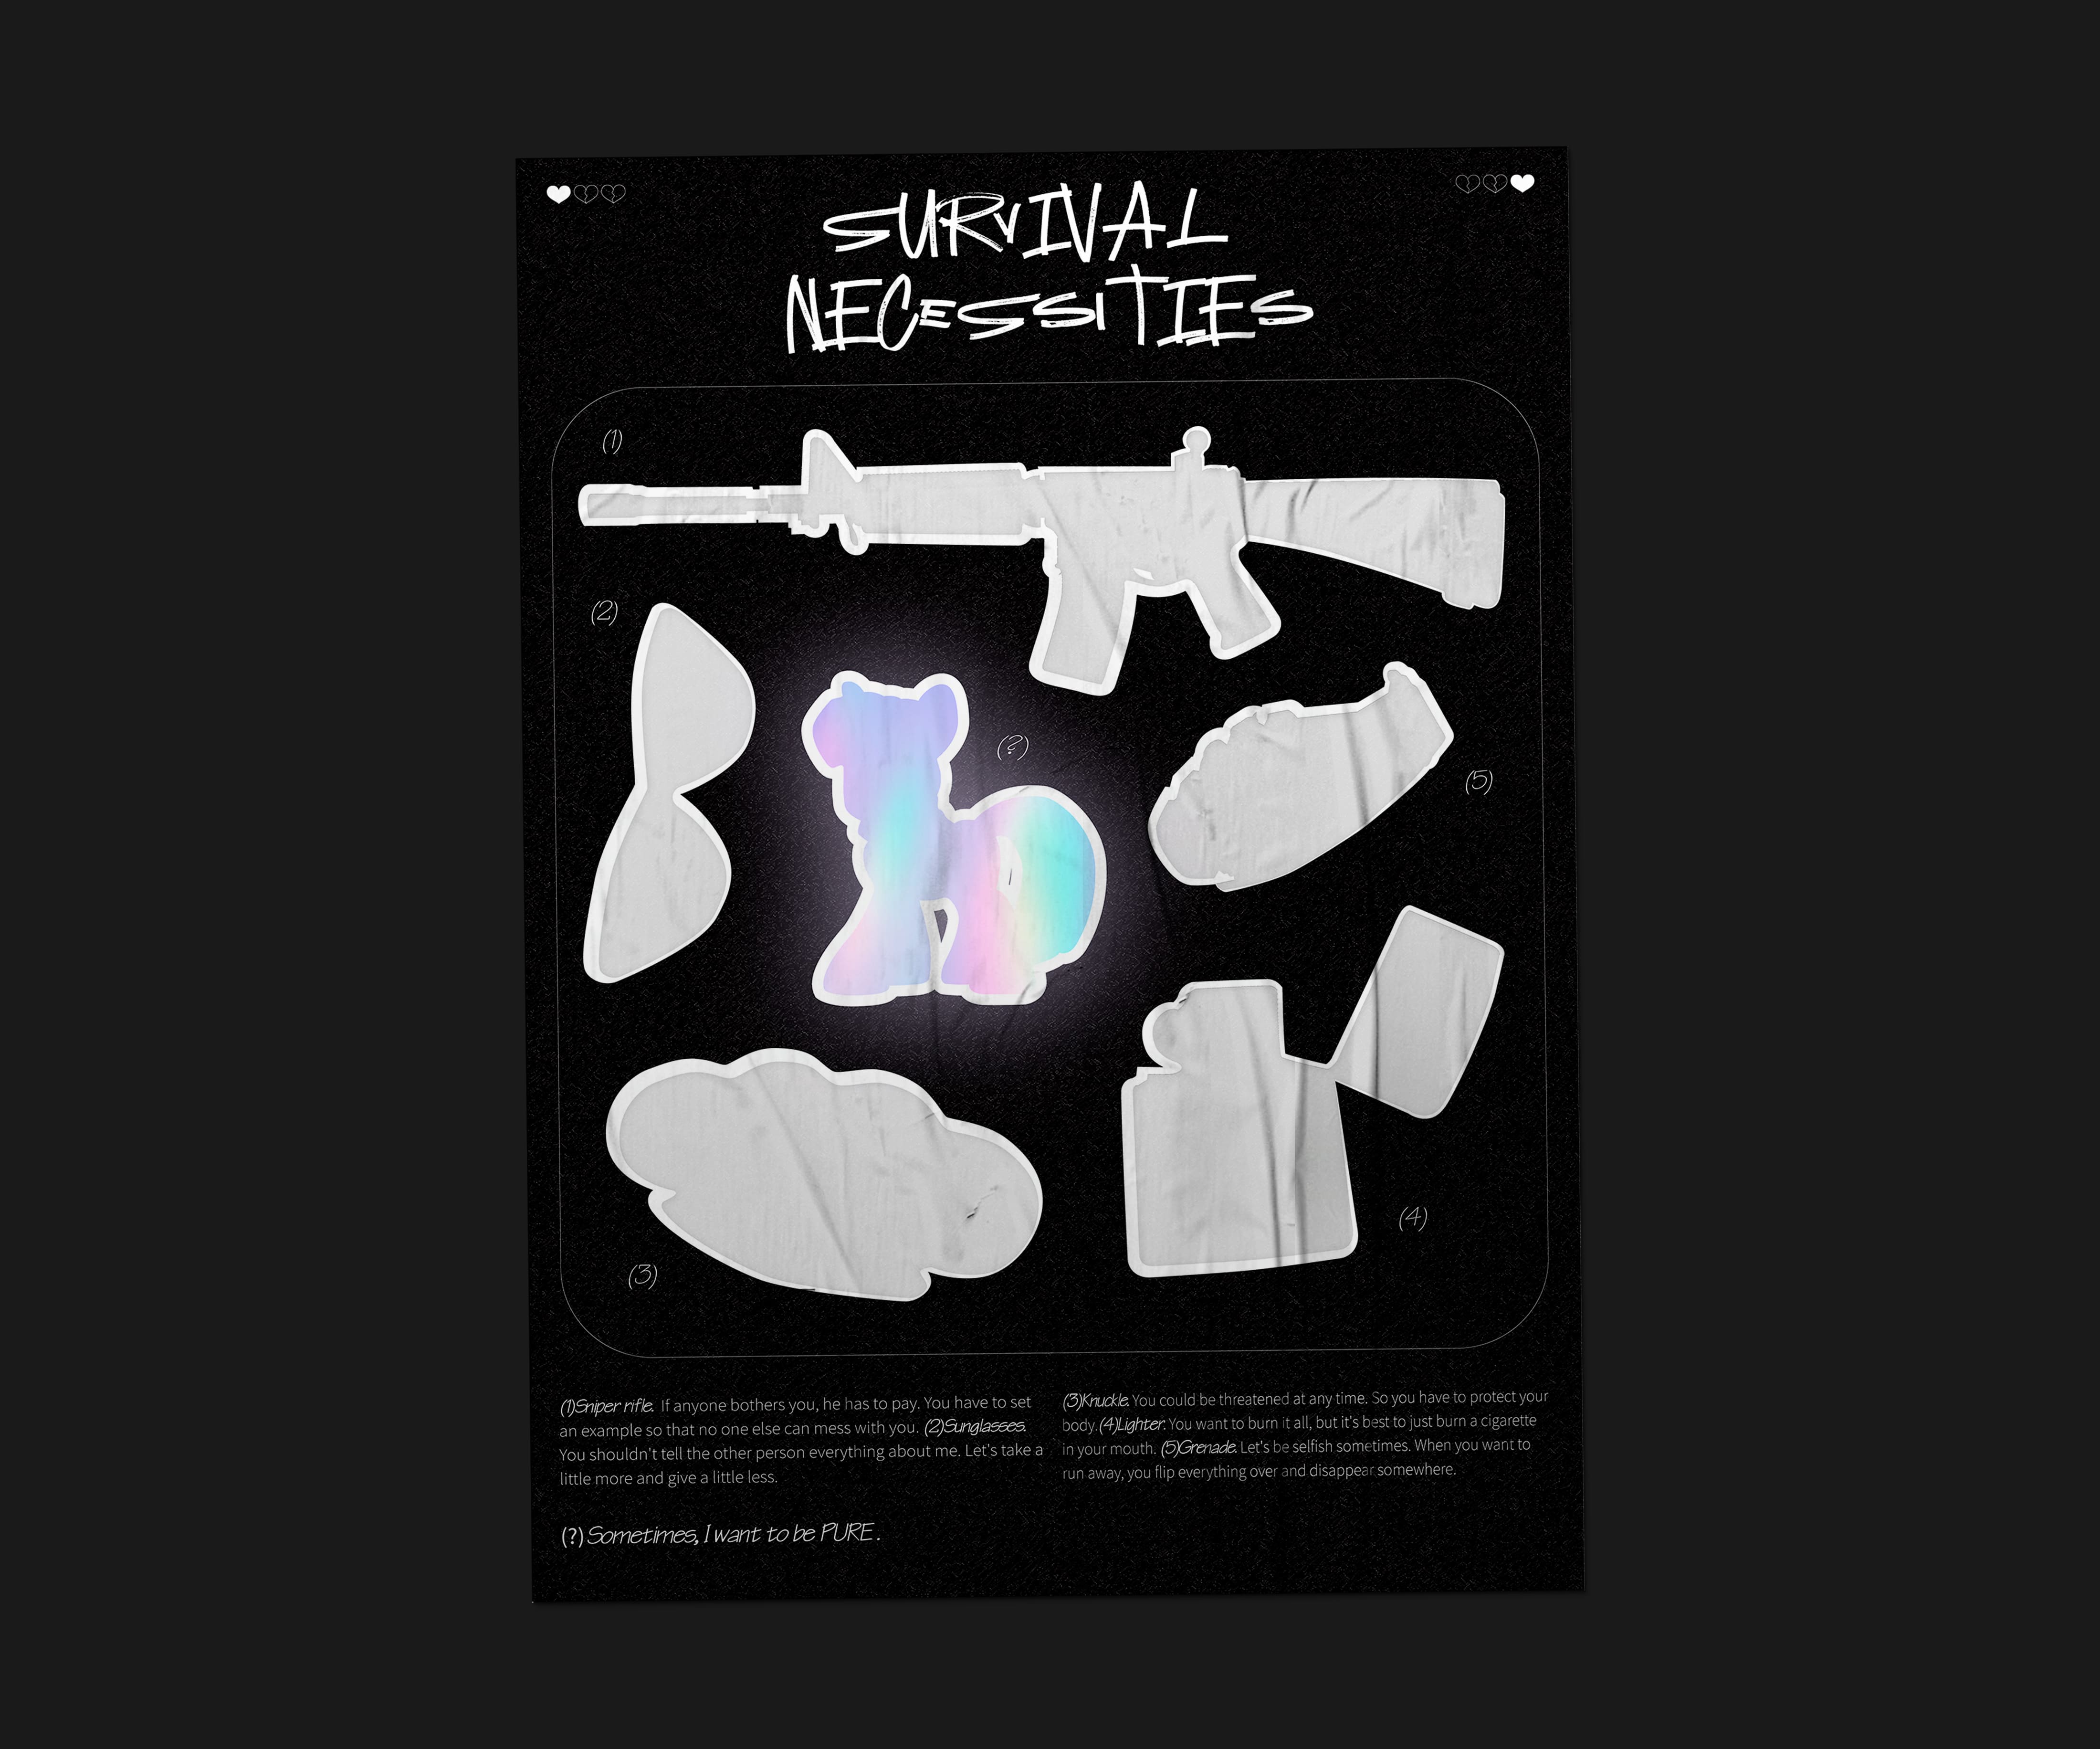 SURVIVAL
NECESSITIES
(1)
(2)
(?)
(5)
(4)
(3)
(1)Sniper rifle. If anyone bothers you, he has to pay. You have to set
an example so that no one else can mess with you. (2)Sunglasses.
You shouldn't tell the other person everything about me. Let's take a
little more and give a little less.
(3)Knuckle. You could be threatened at any time. So you have to protect your
body.(4)Lighter. You want to burn it all, but it's best to just burn a cigarette
in your mouth. (5)Grenade. Let's be selfish sometimes. When you want to
run away, you flip everything over and disappear somewhere.
(?) Sometimes, I want to be PURE.